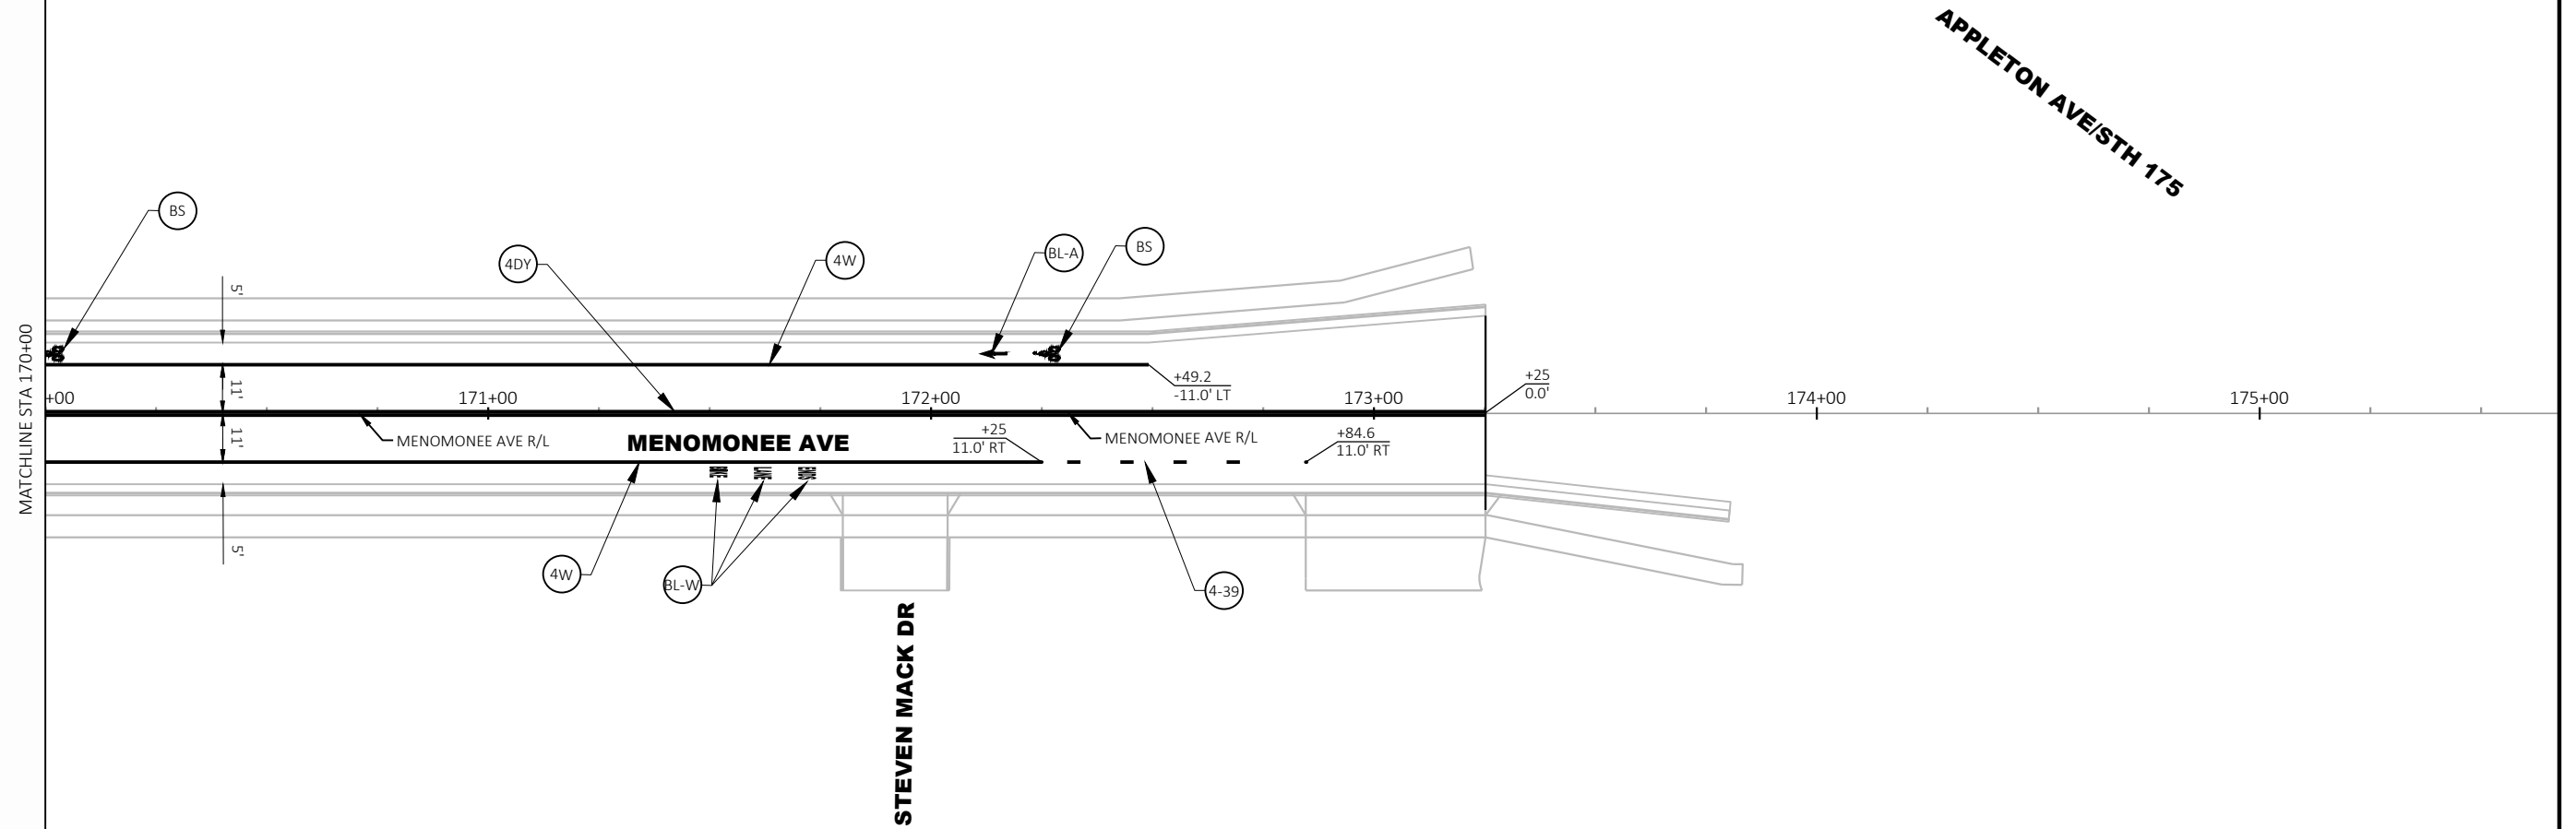 APPLETON AVE/STH 175
BS
4DY
4W
BL-A
BS
5'
MATCHLINE STA 170+00
+00
11'
171+00
172+00
+49.2
-11.0' LT
173+00
+25
0.0'
174+00
175+00
11'
MENOMONEE AVE R/L
MENOMONEE AVE
+25
11.0' RT
MENOMONEE AVE R/L
+84.6
11.0' RT
BIKE
LANE
ENDS
5'
4W
BL-W
4-39
STEVEN MACK DR